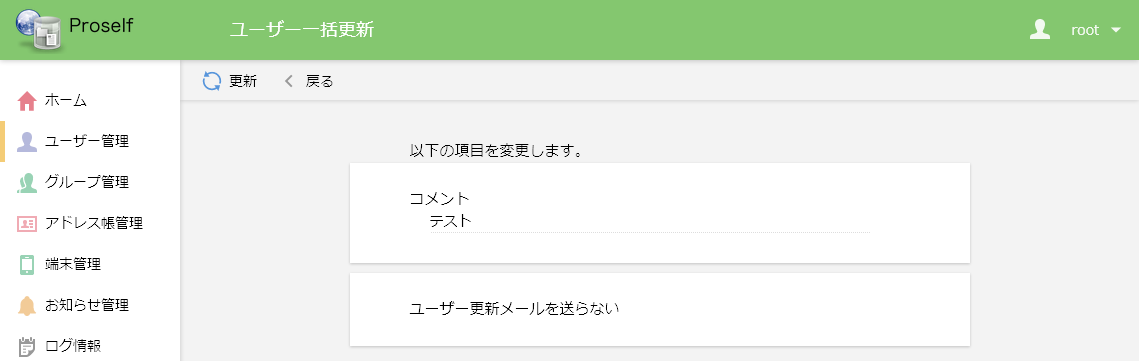 Proself
ユーザー一括更新
root
更新
戻る
ホーム
ユーザー管理
グループ管理
アドレス帳管理
端末管理
お知らせ管理
ログ情報
以下の項目を変更します。
コメント
テスト
ユーザー更新メールを送らない